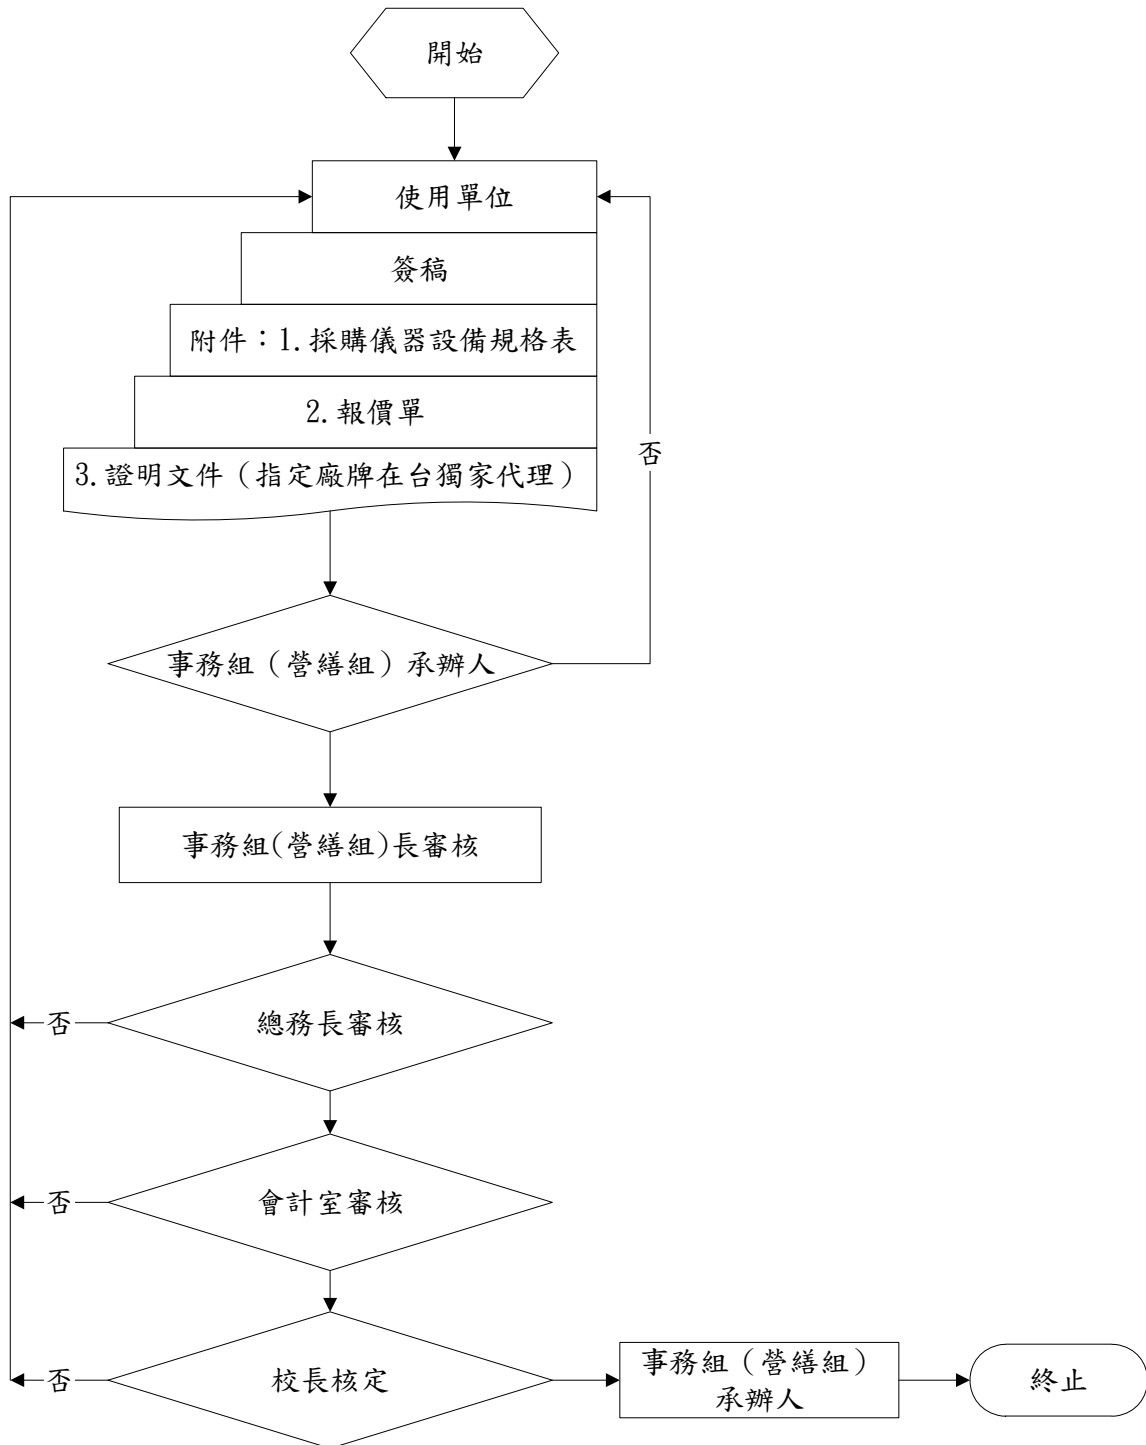 開始
使用單位
簽稿
附件：1.採購儀器設備規格表
2.報價單
3.證明文件（指定廠牌在台獨家代理）
否
事務組（營繕組）承辦人
事務組(營繕組)長審核
否
總務長審核
否
會計室審核
否
校長核定
事務組（營繕組）
承辦人
終止